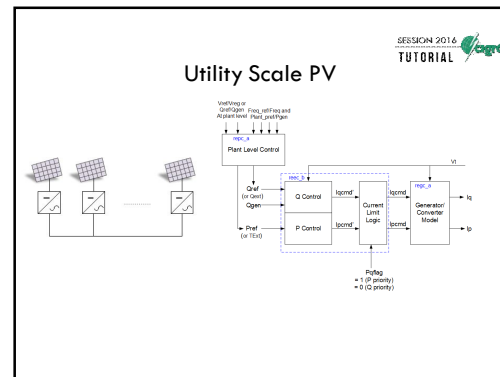 SESSION 2016
TUTORIAL
cigre
Utility Scale PV
Vref/Vreg or
Qref/Qgen
At plant level
Freq_ref/Freq and
Plant_pref/Pgen
repc_a
Plant Level Control
Vt
reec_b
regc_a
Qref
(or Qext)
Qgen
Q Control
Iqcmd'
Iqcmd
Iq
Current
Limit
Logic
Generator/
Converter
Model
Pref
(or TExt)
P Control
Ipcmd'
Ipcmd
Ip
Pqflag
= 1 (P priority)
= 0 (Q priority)